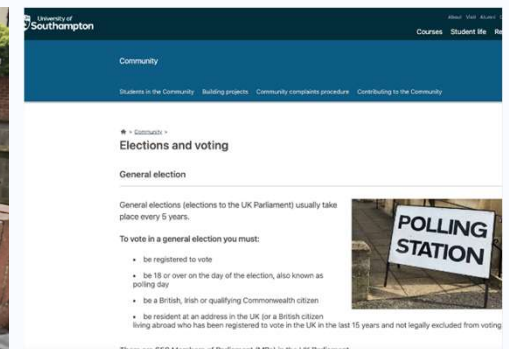 University of
Southampton
About Visit Alumni
Courses Student life
Community
Students in the Community Building projects Community complaints procedure Contributing to the Community
> Community >
Elections and voting
General election
General elections (elections to the UK Parliament) usually take
place every 5 years.
To vote in a general election you must:
• be registered to vote
• be 18 or over on the day of the election, also known as
polling day
• be a British, Irish or qualifying Commonwealth citizen
• be resident at an address in the UK (or a British citizen
living abroad who has been registered to vote in the UK in the last 15 years and not legally excluded from voting
POLLING
STATION